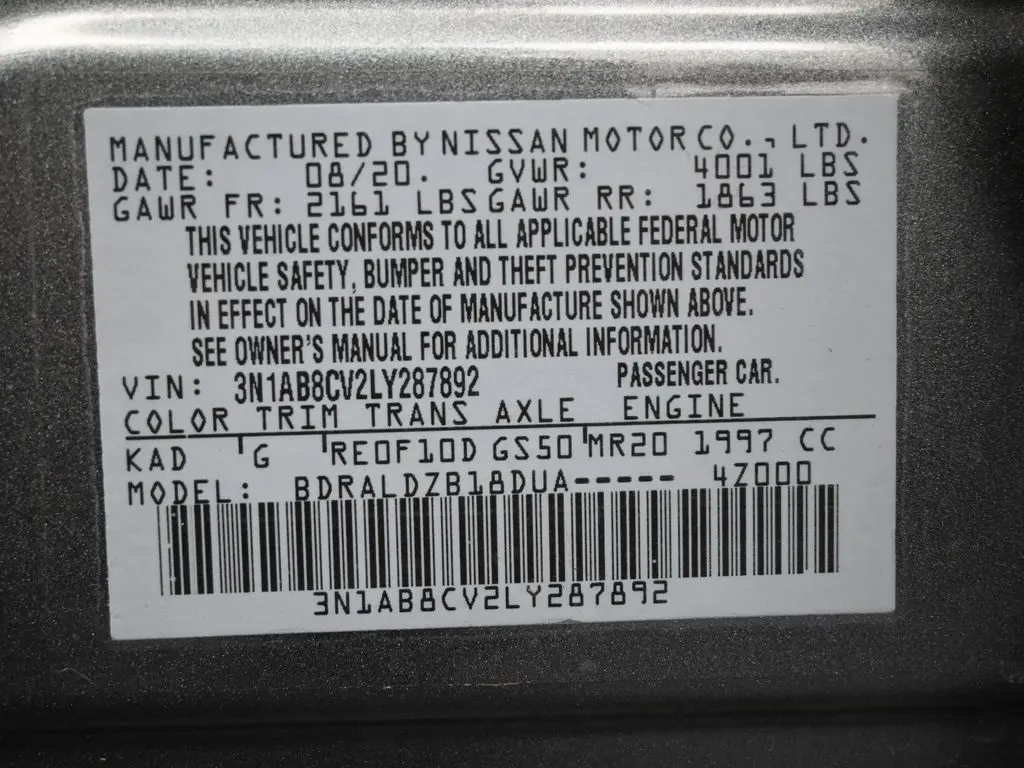 MANUFACTURED BY NISSAN MOTOR CO., LTD.
DATE: 08/20. GVWR: 4001 LBS
GAWR FR: 2161 LBS GAWR RR: 1863 LBS
THIS VEHICLE CONFORMS TO ALL APPLICABLE FEDERAL MOTOR
VEHICLE SAFETY, BUMPER AND THEFT PREVENTION STANDARDS
IN EFFECT ON THE DATE OF MANUFACTURE SHOWN ABOVE.
SEE OWNER'S MANUAL FOR ADDITIONAL INFORMATION.
VIN: 3N1AB8CV2LY287892 PASSENGER CAR.
COLOR TRIM TRANS AXLE ENGINE
KAD G RE0F10D GS50 MR20 1997 CC
MODEL: BDRALDZB18DUA----- 4Z000
3N1AB8CV2LY287892